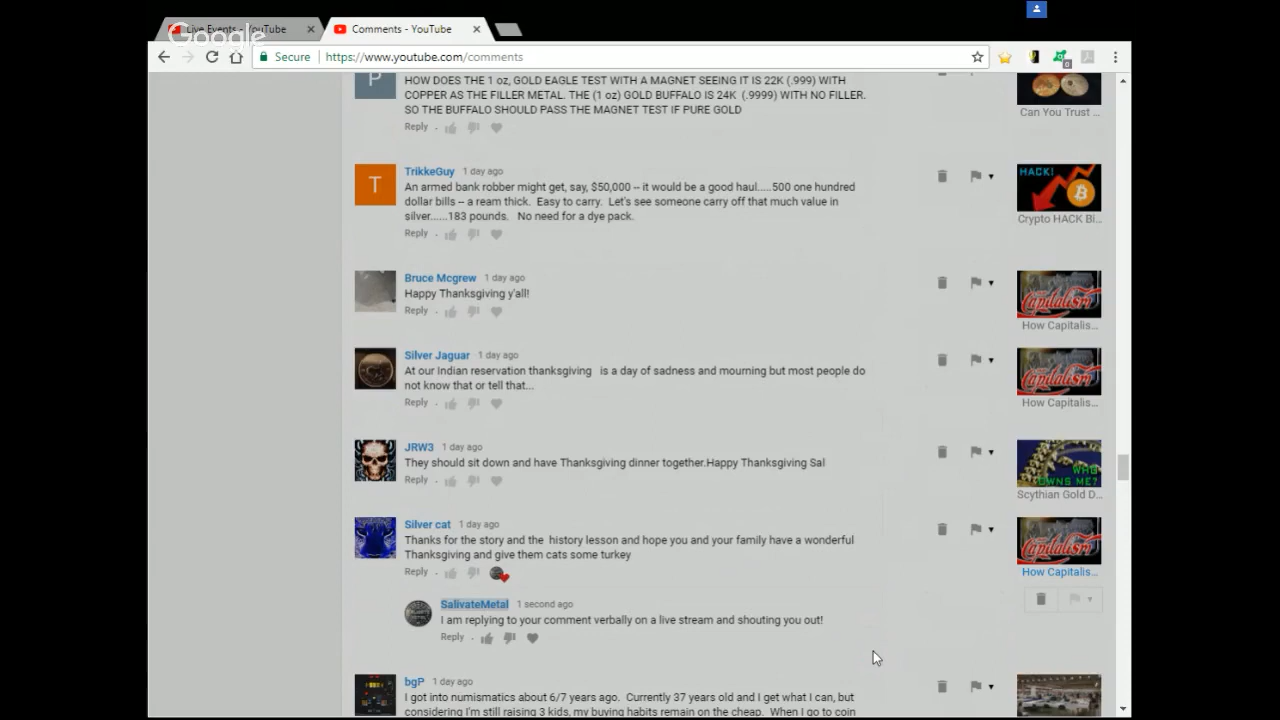 Live Events - YouTube
Comments - YouTube
Google
Secure
https://www.youtube.com/comments
P
HOW DOES THE 1 oz, GOLD EAGLE TEST WITH A MAGNET SEEING IT IS 22K (.999) WITH
COPPER AS THE FILLER METAL. THE (1 oz) GOLD BUFFALO IS 24K (.9999) WITH NO FILLER.
SO THE BUFFALO SHOULD PASS THE MAGNET TEST IF PURE GOLD
Can You Trust ...
Reply
T
TrikkeGuy 1 day ago
An armed bank robber might get, say, $50,000 -- it would be a good haul.....500 one hundred
dollar bills -- a ream thick. Easy to carry. Let's see someone carry off that much value in
silver......183 pounds. No need for a dye pack.
Reply
HACK!
Crypto HACK Bi...
Bruce Mcgrew 1 day ago
Happy Thanksgiving y'all!
Reply
Capitalism
How Capitalis...
Silver Jaguar 1 day ago
At our Indian reservation thanksgiving is a day of sadness and mourning but most people do
not know that or tell that...
Reply
Capitalism
How Capitalis...
JRW3 1 day ago
They should sit down and have Thanksgiving dinner together.Happy Thanksgiving Sal
Reply
WHO
OWNS ME?
Scythian Gold D...
Silver cat 1 day ago
Thanks for the story and the history lesson and hope you and your family have a wonderful
Thanksgiving and give them cats some turkey
Reply
Capitalism
How Capitalis...
SalivateMetal 1 second ago
I am replying to your comment verbally on a live stream and shouting you out!
Reply
bgP 1 day ago
I got into numismatics about 6/7 years ago. Currently 37 years old and I get what I can, but
considering I'm still raising 3 kids, my buying habits remain on the cheap. When I go to coin